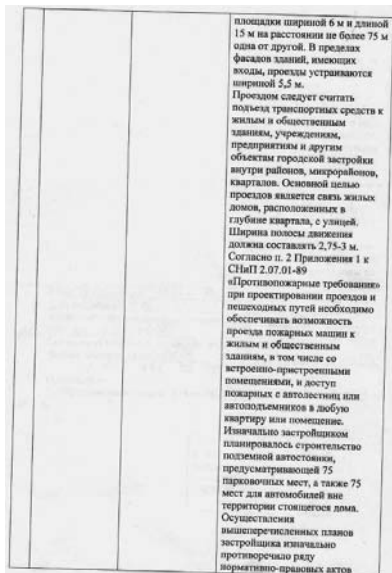 площадки шириной 6 м и длиной
15 м на расстоянии не более 75 м
одна от другой. В пределах
фасадов зданий, имеющих
входы, проезды устраиваются
шириной 5,5 м.
Проездом следует считать
подъезд транспортных средств к
жилым и общественным
зданиям, учреждениям,
предприятиям и другим
объектам городской застройки
внутри районов, микрорайонов,
кварталов. Основной целью
проездов является связь жилых
домов, расположенных в
глубине квартала, с улицей.
Ширина полосы движения
должна составлять 2,75-3 м.
Согласно п. 2 Приложения 1 к
СНиП 2.07.01-89
«Противопожарные требования»
при проектировании проездов и
пешеходных путей необходимо
обеспечивать возможность
проезда пожарных машин к
жилым и общественным
зданиям, в том числе со
встроенно-пристроенными
помещениями, и доступ
пожарных с автолестниц или
автоподъемников в любую
квартиру или помещение.
Изначально застройщиком
планировалось строительство
подземной автостоянки,
предусматривающей 75
парковочных мест, а также 75
мест для автомобилей вне
территории стоящегося дома.
Осуществления
вышеперечисленных планов
застройщика изначально
противоречило ряду
нормативно-правовых актов